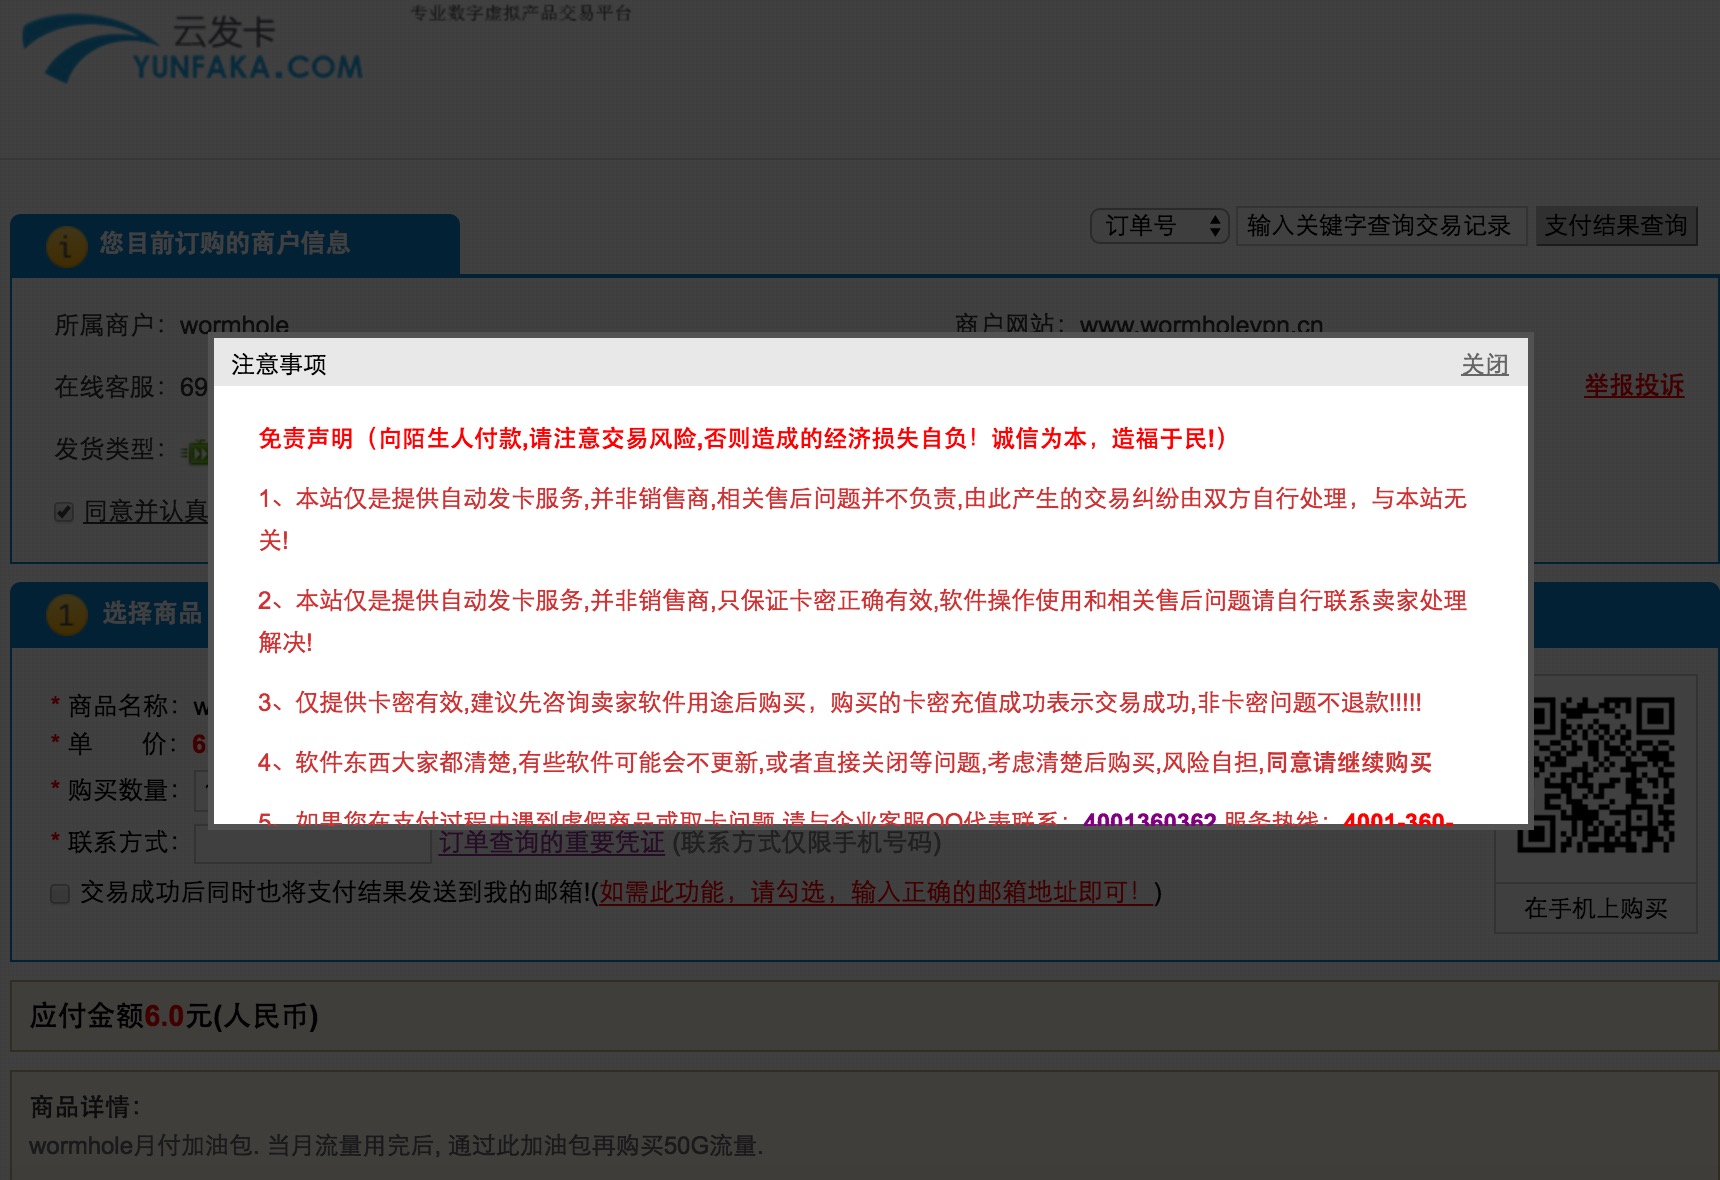 云发卡
YUNFAKA.COM
专业数字虚拟产品交易平台
您目前订购的商户信息
订单号 输入关键字查询交易记录 支付结果查询
所属商户： wormhole
商户网站： www.wormholevpn.cn
在线客服： 69
举报投诉
发货类型：
同意并认真
注意事项
关闭
免责声明（向陌生人付款,请注意交易风险,否则造成的经济损失自负！诚信为本，造福于民!）
1、本站仅是提供自动发卡服务,并非销售商,相关售后问题并不负责,由此产生的交易纠纷由双方自行处理，与本站无
关!
2、本站仅是提供自动发卡服务,并非销售商,只保证卡密正确有效,软件操作使用和相关售后问题请自行联系卖家处理
解决!
3、仅提供卡密有效,建议先咨询卖家软件用途后购买，购买的卡密充值成功表示交易成功,非卡密问题不退款!!!!!
4、软件东西大家都清楚,有些软件可能会不更新,或者直接关闭等问题,考虑清楚后购买,风险自担,同意请继续购买
5、如果您在支付过程中遇到虚假商品或取卡问题,请与企业客服QQ代表联系：4001360362 服务热线：4001-360-
1 选择商品
* 商品名称： w
* 单 价： 6
* 购买数量：
* 联系方式： 订单查询的重要凭证 (联系方式仅限手机号码)
交易成功后同时也将支付结果发送到我的邮箱!(如需此功能，请勾选，输入正确的邮箱地址即可！)
在手机上购买
应付金额6.0元(人民币)
商品详情：
wormhole月付加油包. 当月流量用完后, 通过此加油包再购买50G流量.